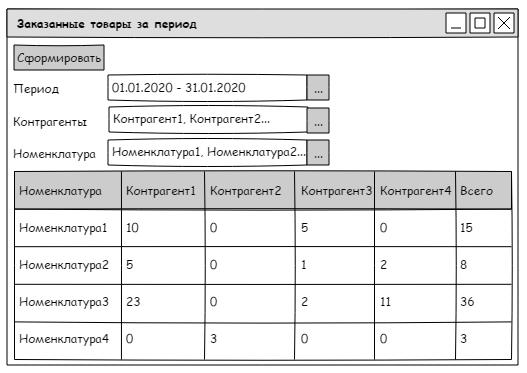 Заказанные товары за период
Сформировать
Период 01.01.2020 - 31.01.2020 ...
Контрагенты Контрагент1, Контрагент2... ...
Номенклатура Номенклатура1, Номенклатура2... ...
Номенклатура Контрагент1 Контрагент2 Контрагент3 Контрагент4 Всего
Номенклатура1 10 0 5 0 15
Номенклатура2 5 0 1 2 8
Номенклатура3 23 0 2 11 36
Номенклатура4 0 3 0 0 3